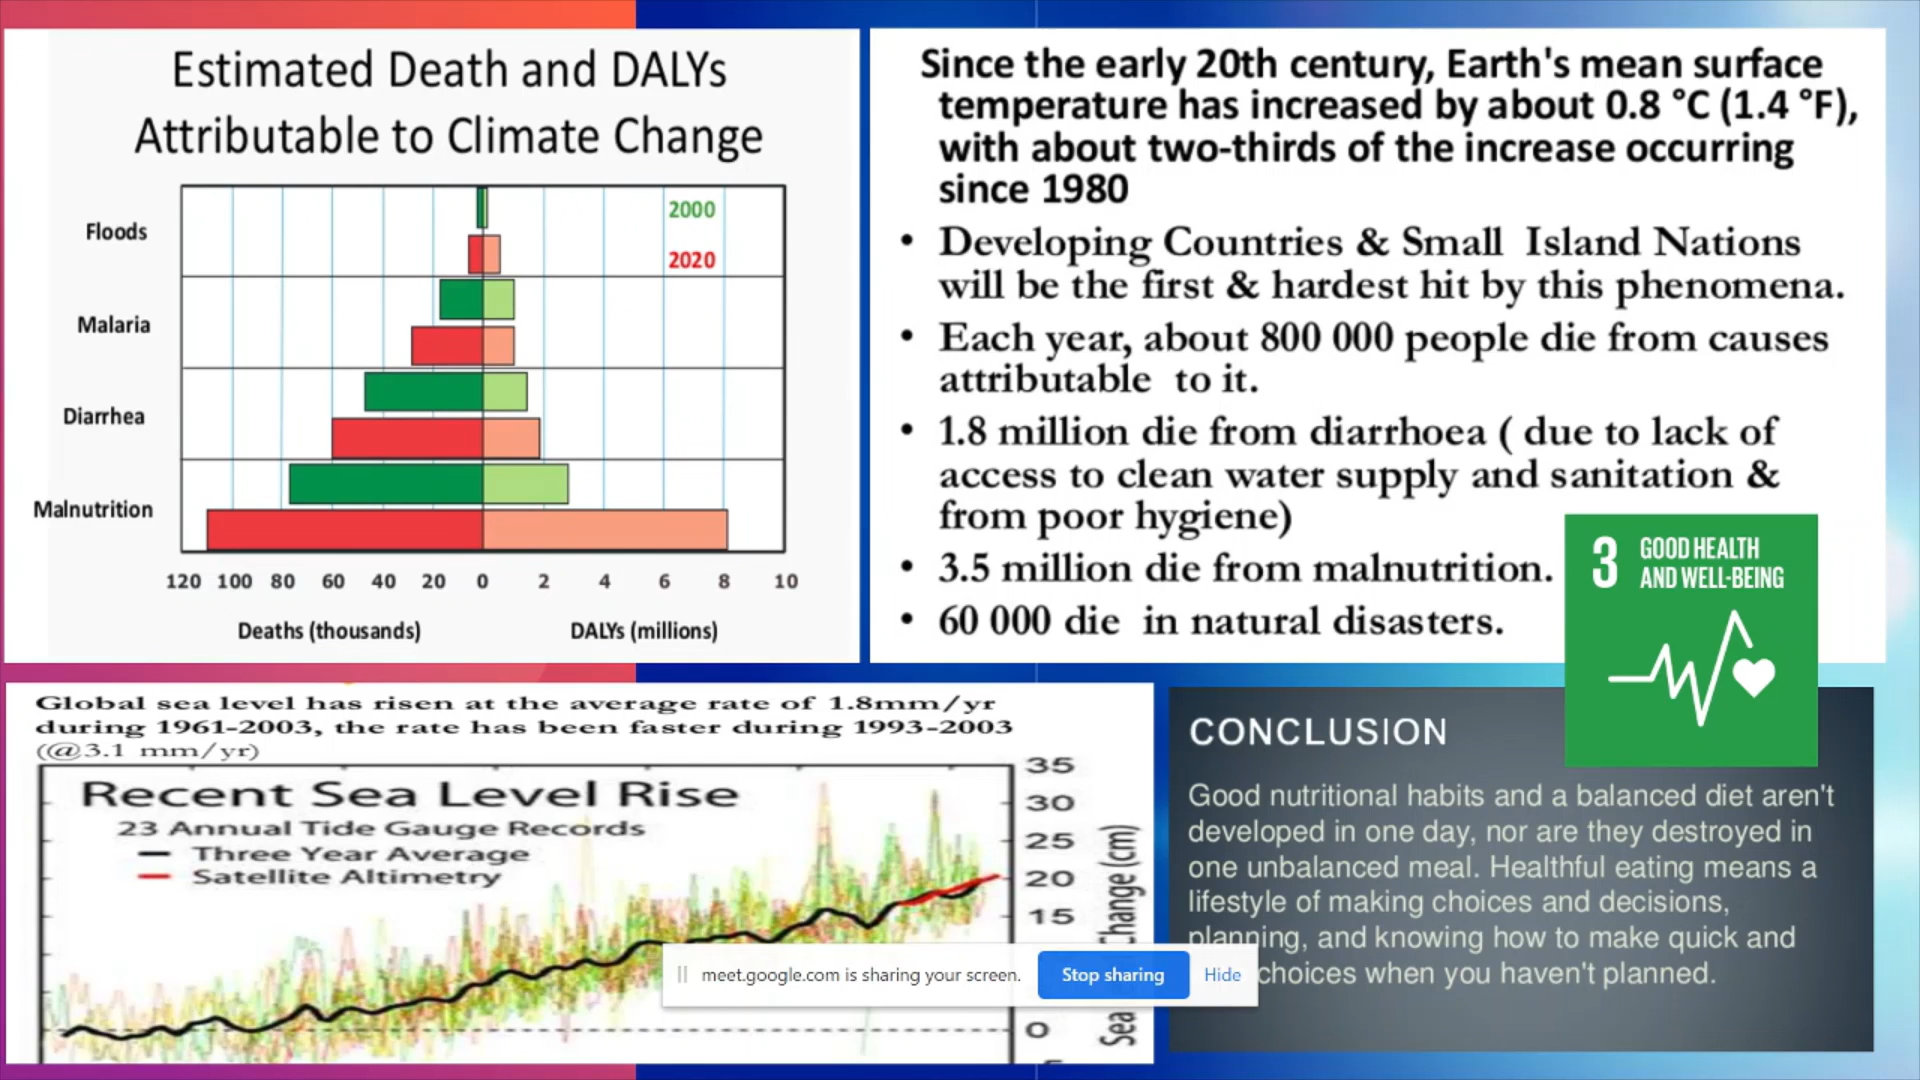 Estimated Death and DALYs
Attributable to Climate Change
2000
Floods
2020
Malaria
Diarrhea
Malnutrition
120 100 80 60 40 20 0 2 4 6 8 10
Deaths (thousands) DALYs (millions)
Since the early 20th century, Earth's mean surface
temperature has increased by about 0.8 °C (1.4 °F),
with about two-thirds of the increase occurring
since 1980
• Developing Countries & Small Island Nations
will be the first & hardest hit by this phenomena.
• Each year, about 800 000 people die from causes
attributable to it.
• 1.8 million die from diarrhoea ( due to lack of
access to clean water supply and sanitation &
from poor hygiene)
• 3.5 million die from malnutrition.
• 60 000 die in natural disasters.
3 GOOD HEALTH
AND WELL-BEING
Global sea level has risen at the average rate of 1.8mm/yr
during 1961-2003, the rate has been faster during 1993-2003
(@3.1 mm/yr)
Recent Sea Level Rise
23 Annual Tide Gauge Records
Three Year Average
Satellite Altimetry
35
30
25
20
15
0
Sea Change (cm)
CONCLUSION
Good nutritional habits and a balanced diet aren't
developed in one day, nor are they destroyed in
one unbalanced meal. Healthful eating means a
lifestyle of making choices and decisions,
planning, and knowing how to make quick and
choices when you haven't planned.
meet.google.com is sharing your screen. Stop sharing Hide